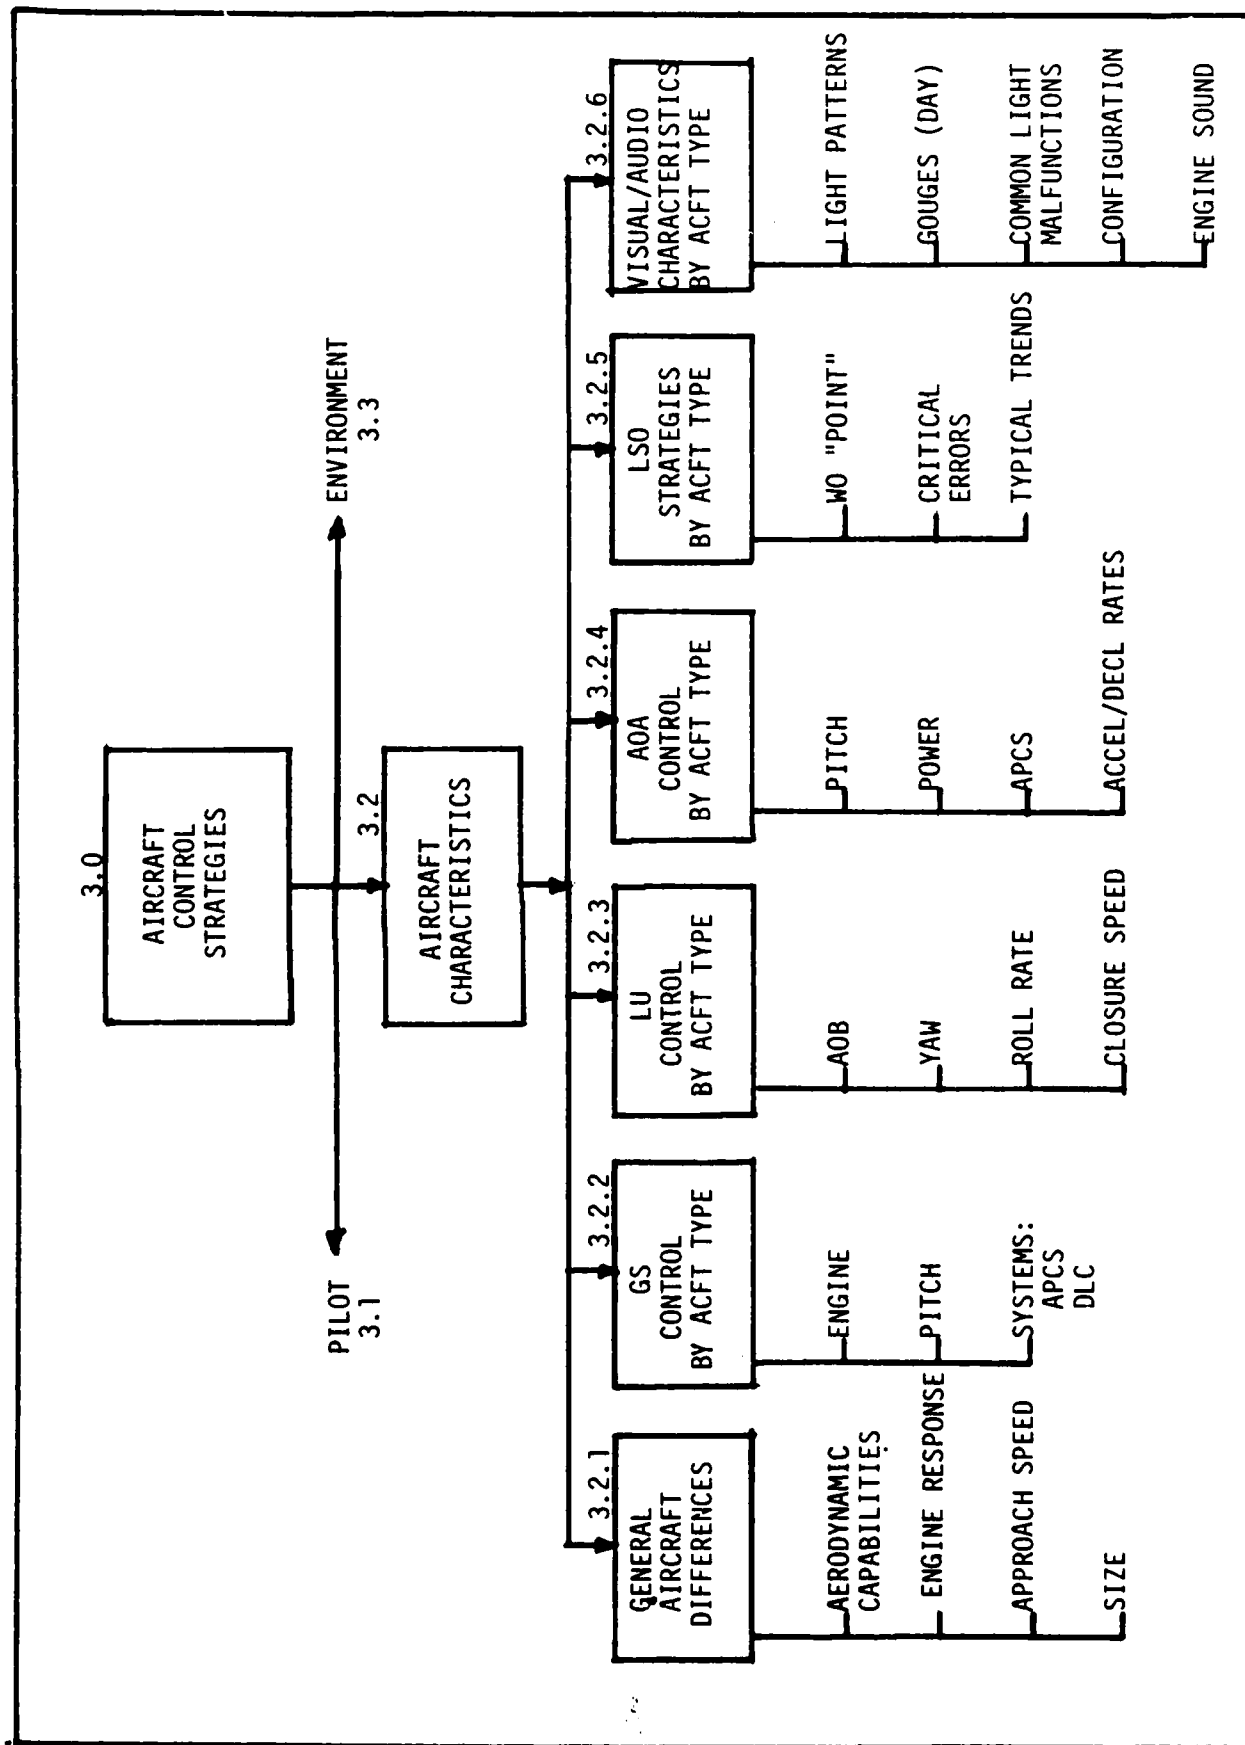 3.0
AIRCRAFT
CONTROL
STRATEGIES
PILOT
3.1
ENVIRONMENT
3.3
3.2
AIRCRAFT
CHARACTERISTICS
3.2.1
GENERAL
AIRCRAFT
DIFFERENCES
AERODYNAMIC
CAPABILITIES
ENGINE RESPONSE
APPROACH SPEED
SIZE
3.2.2
GS
CONTROL
BY ACFT TYPE
ENGINE
PITCH
SYSTEMS:
APCS
DLC
3.2.3
LU
CONTROL
BY ACFT TYPE
AOB
YAW
ROLL RATE
CLOSURE SPEED
3.2.4
AOA
CONTROL
BY ACFT TYPE
PITCH
POWER
APCS
ACCEL/DECL RATES
3.2.5
LSO
STRATEGIES
BY ACFT TYPE
WO "POINT"
CRITICAL
ERRORS
TYPICAL TRENDS
3.2.6
VISUAL/AUDIO
CHARACTERISTICS
BY ACFT TYPE
LIGHT PATTERNS
GOUGES (DAY)
COMMON LIGHT
MALFUNCTIONS
CONFIGURATION
ENGINE SOUND